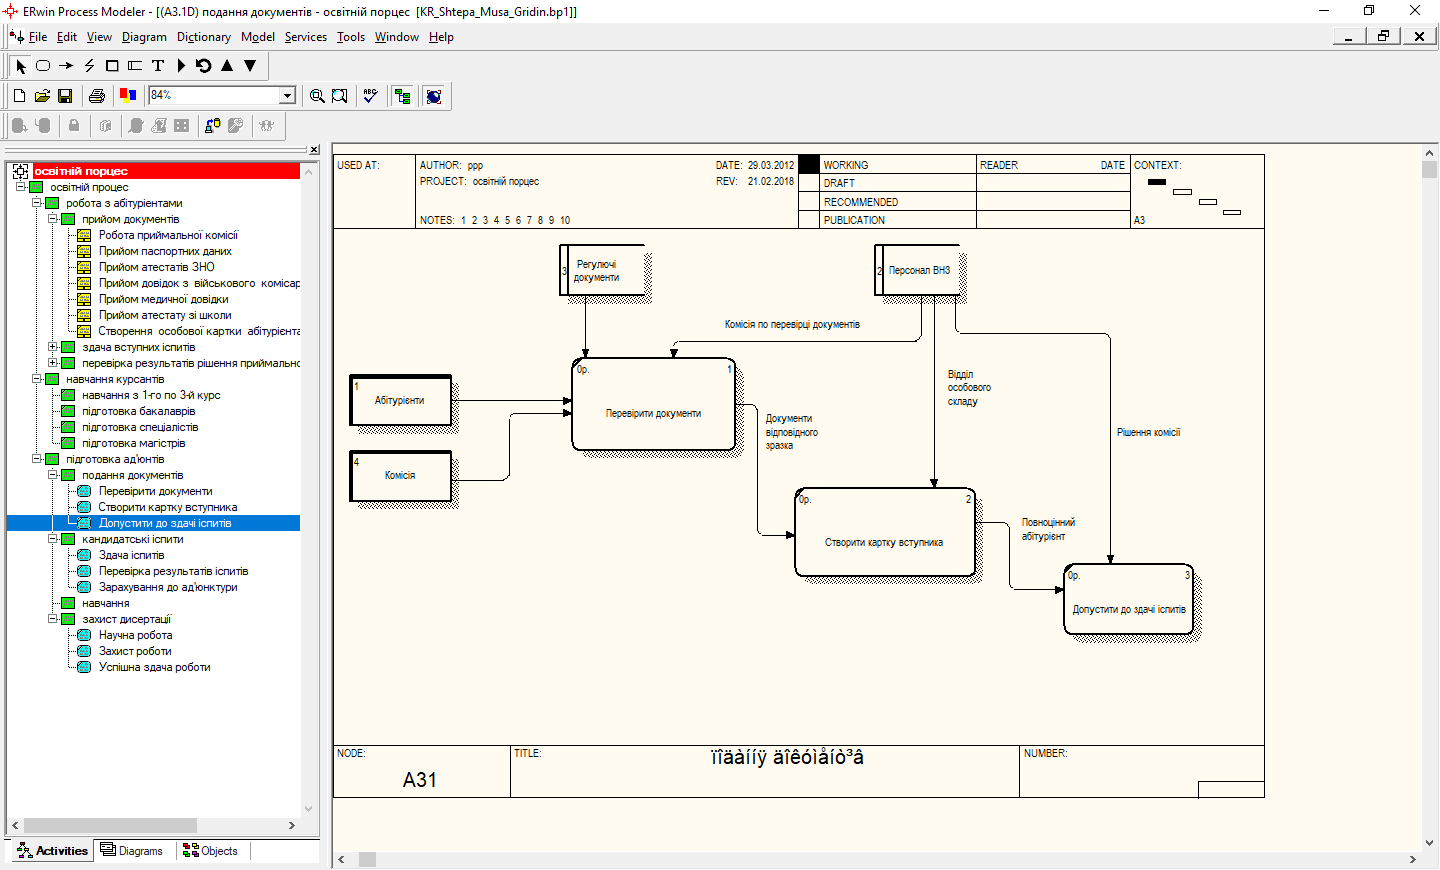 ERwin Process Modeler - [(A3.1D) подання документів - освітній порцес [KR_Shtepa_Musa_Gridin.bp1]]
File Edit View Diagram Dictionary Model Services Tools Window Help
84%
ABC
освітній порцес
освітній процес
робота з абітурієнтами
прийом документів
Робота приймальної комісії
Прийом паспортних даних
Прийом атестатів ЗНО
Прийом довідок з військового комісар
Прийом медичної довідки
Прийом атестату зі школи
Створення особової картки абітурієнта
здача вступних іспитів
перевірка результатів рішення приймально
навчання курсантів
навчання з 1-го по 3-й курс
підготовка бакалаврів
підготовка спеціалістів
підготовка магістрів
підготовка ад'юнтів
подання документів
Перевірити документи
Створити картку вступника
Допустити до здачі іспитів
кандидатські іспити
Здача іспитів
Перевірка результатів іспитів
Зарахування до ад'юнктури
навчання
захист дисертації
Научна робота
Захист роботи
Успішна здача роботи
Activities Diagrams Objects
USED AT:
AUTHOR: ppp
DATE: 29.03.2012
PROJECT: освітній порцес
REV: 21.02.2018
NOTES: 1 2 3 4 5 6 7 8 9 10
WORKING
DRAFT
RECOMMENDED
PUBLICATION
READER DATE
CONTEXT:
A3
3
Регулючі
документи
2
Персонал ВНЗ
Комісія по перевірці документів
1
Абітурієнти
4
Комісія
0р. 1
Перевірити документи
Документи
відповідного
зразка
Відділ
особового
складу
Рішення комісії
0р. 2
Створити картку вступника
Повноцінний
абітурієнт
0р. 3
Допустити до здачі іспитів
NODE:
A31
TITLE:
ïîäàííÿ äîêóìåíò³â
NUMBER: